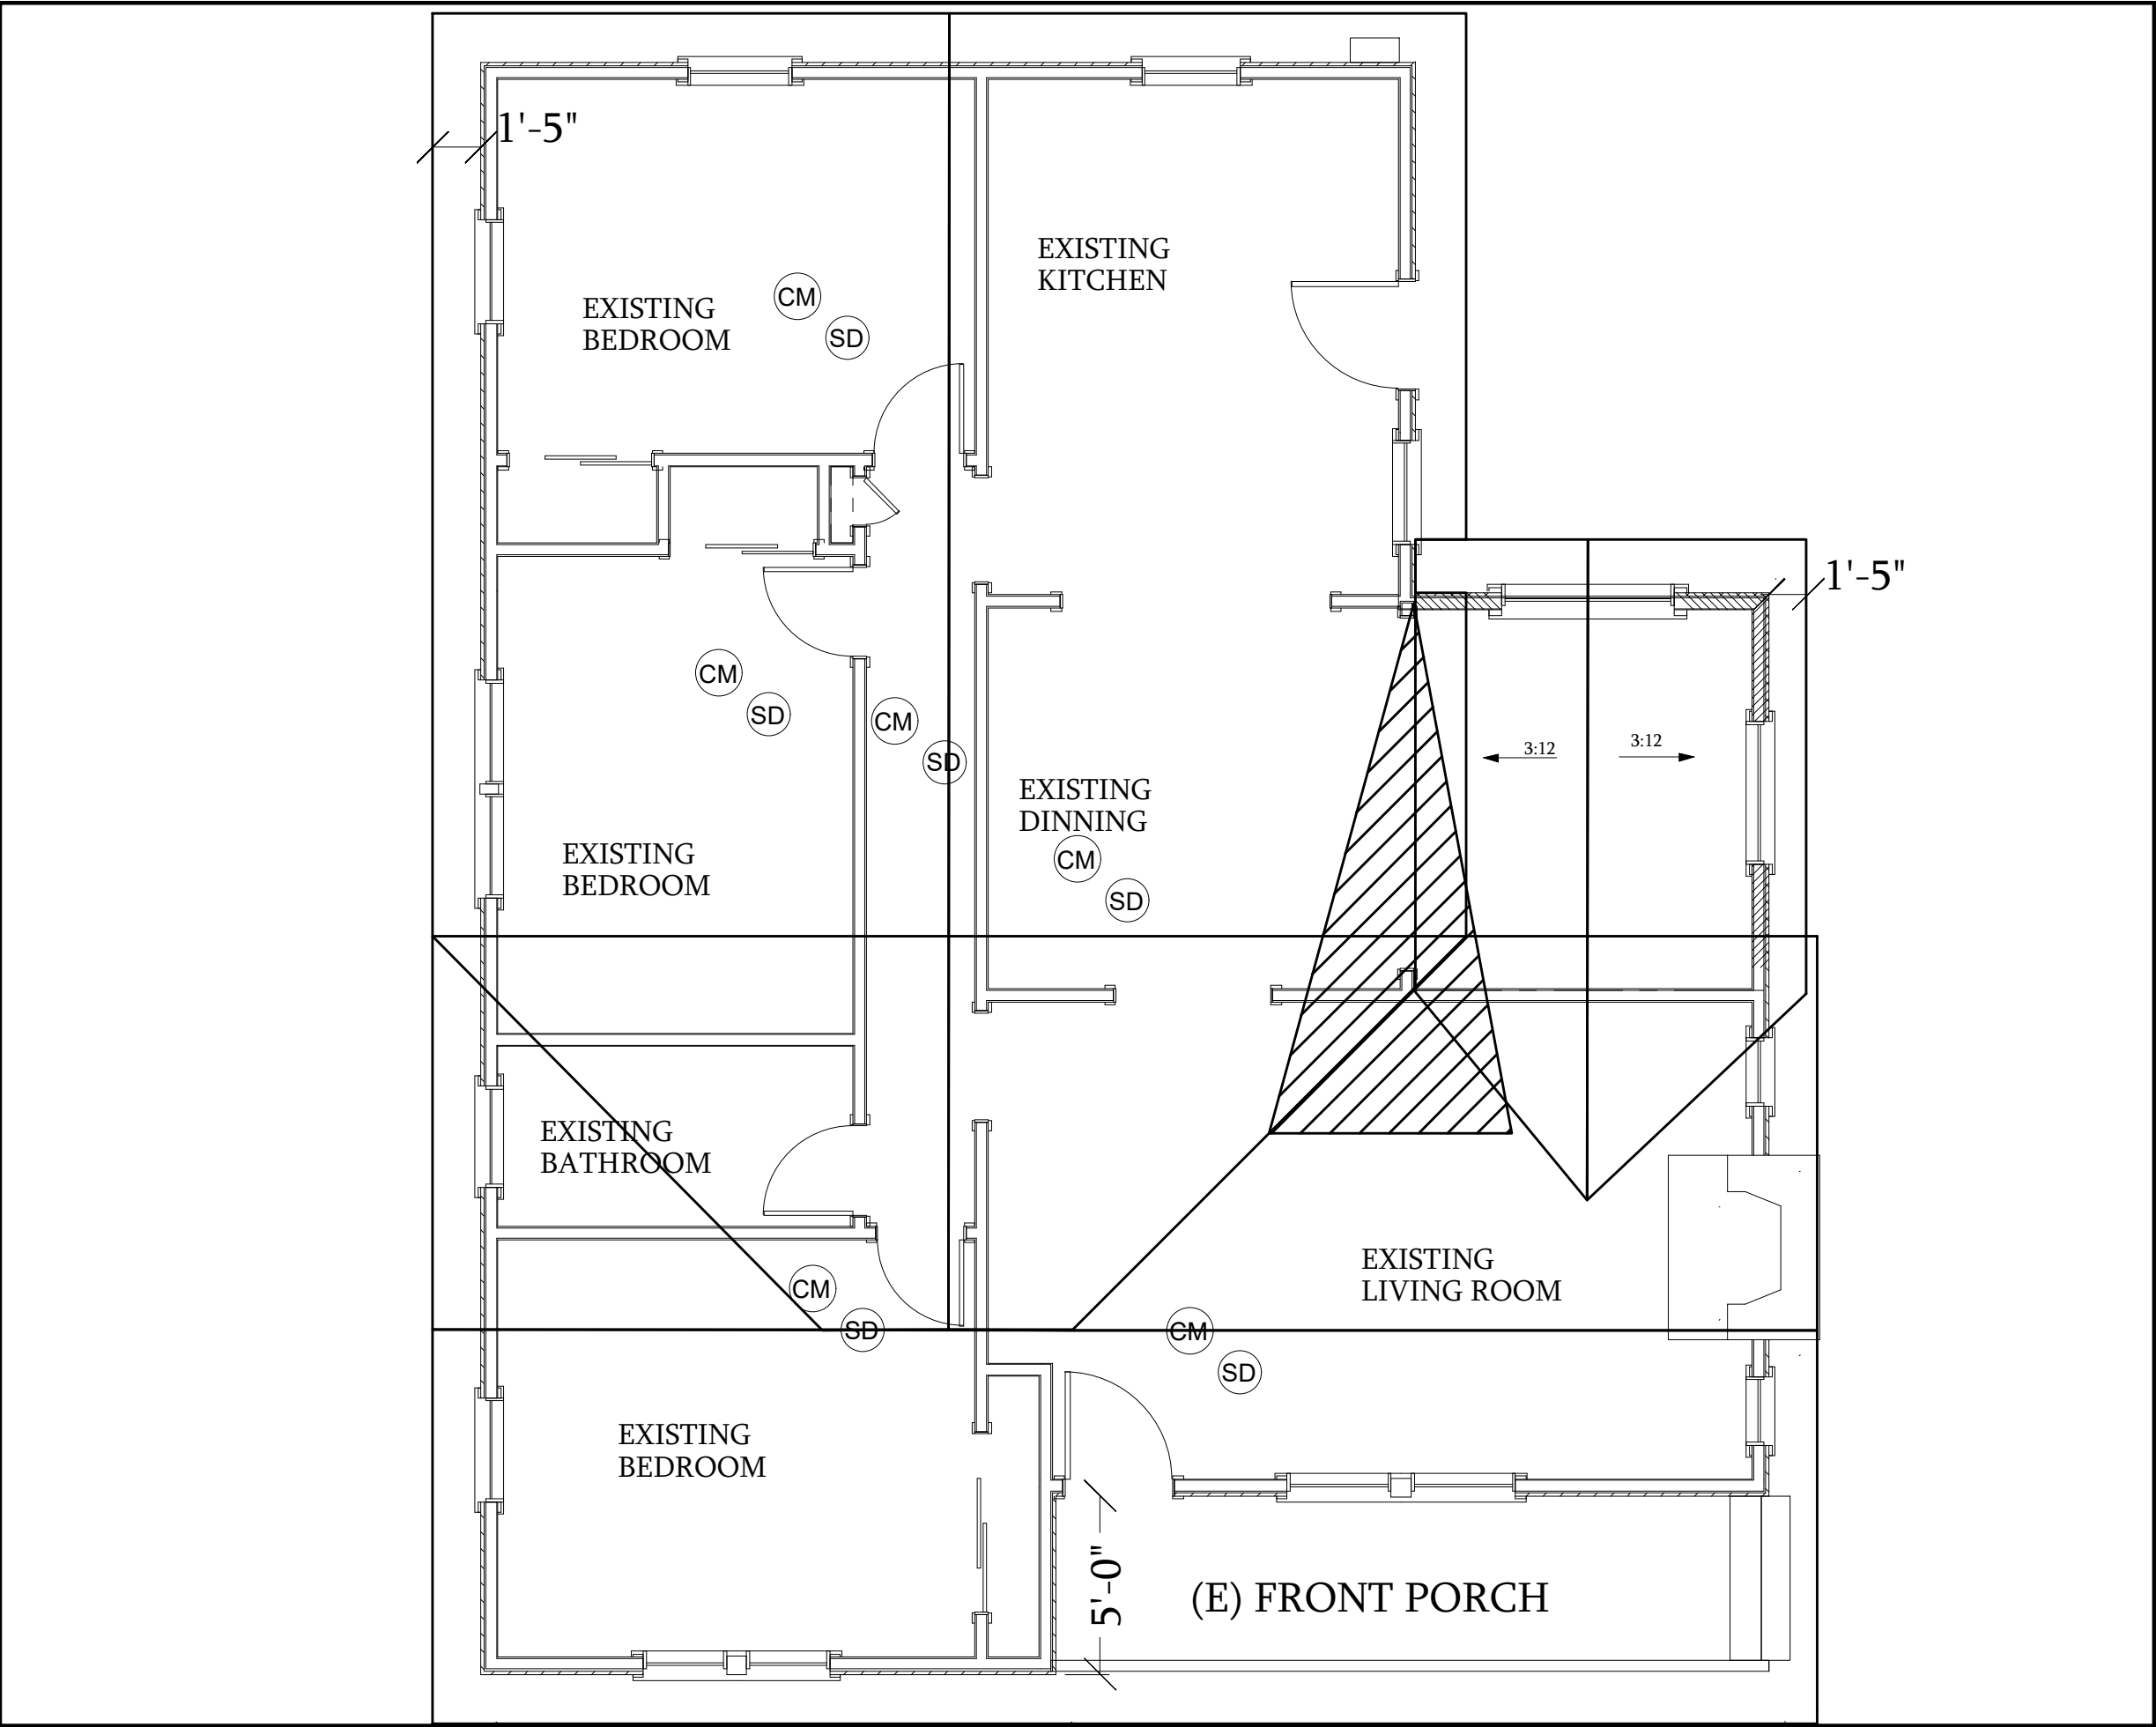 1'-5"
EXISTING
KITCHEN
CM
EXISTING
BEDROOM
SD
1'-5"
CM
SD
CM
SD
3:12
3:12
EXISTING
DINNING
CM
SD
EXISTING
BEDROOM
EXISTING
BATHROOM
EXISTING
LIVING ROOM
CM
SD
CM
SD
EXISTING
BEDROOM
5'-0"
(E) FRONT PORCH